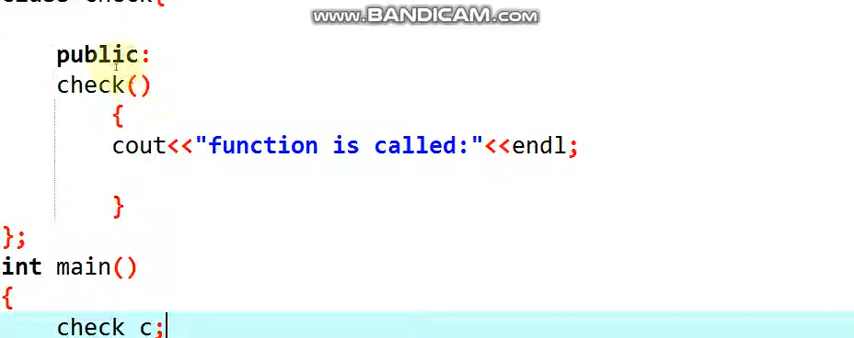 WWW.BANDICAM.COM
public:
check()
{
cout<<"function is called:"<<endl;
}
};
int main()
{
check c;